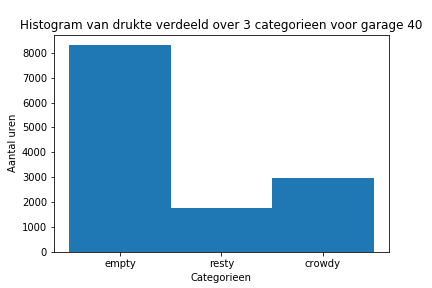 Histogram van drukte verdeeld over 3 categorieen voor garage 40
8000
7000
6000
5000
4000
3000
2000
1000
0
Aantal uren
empty resty crowdy
Categorieen